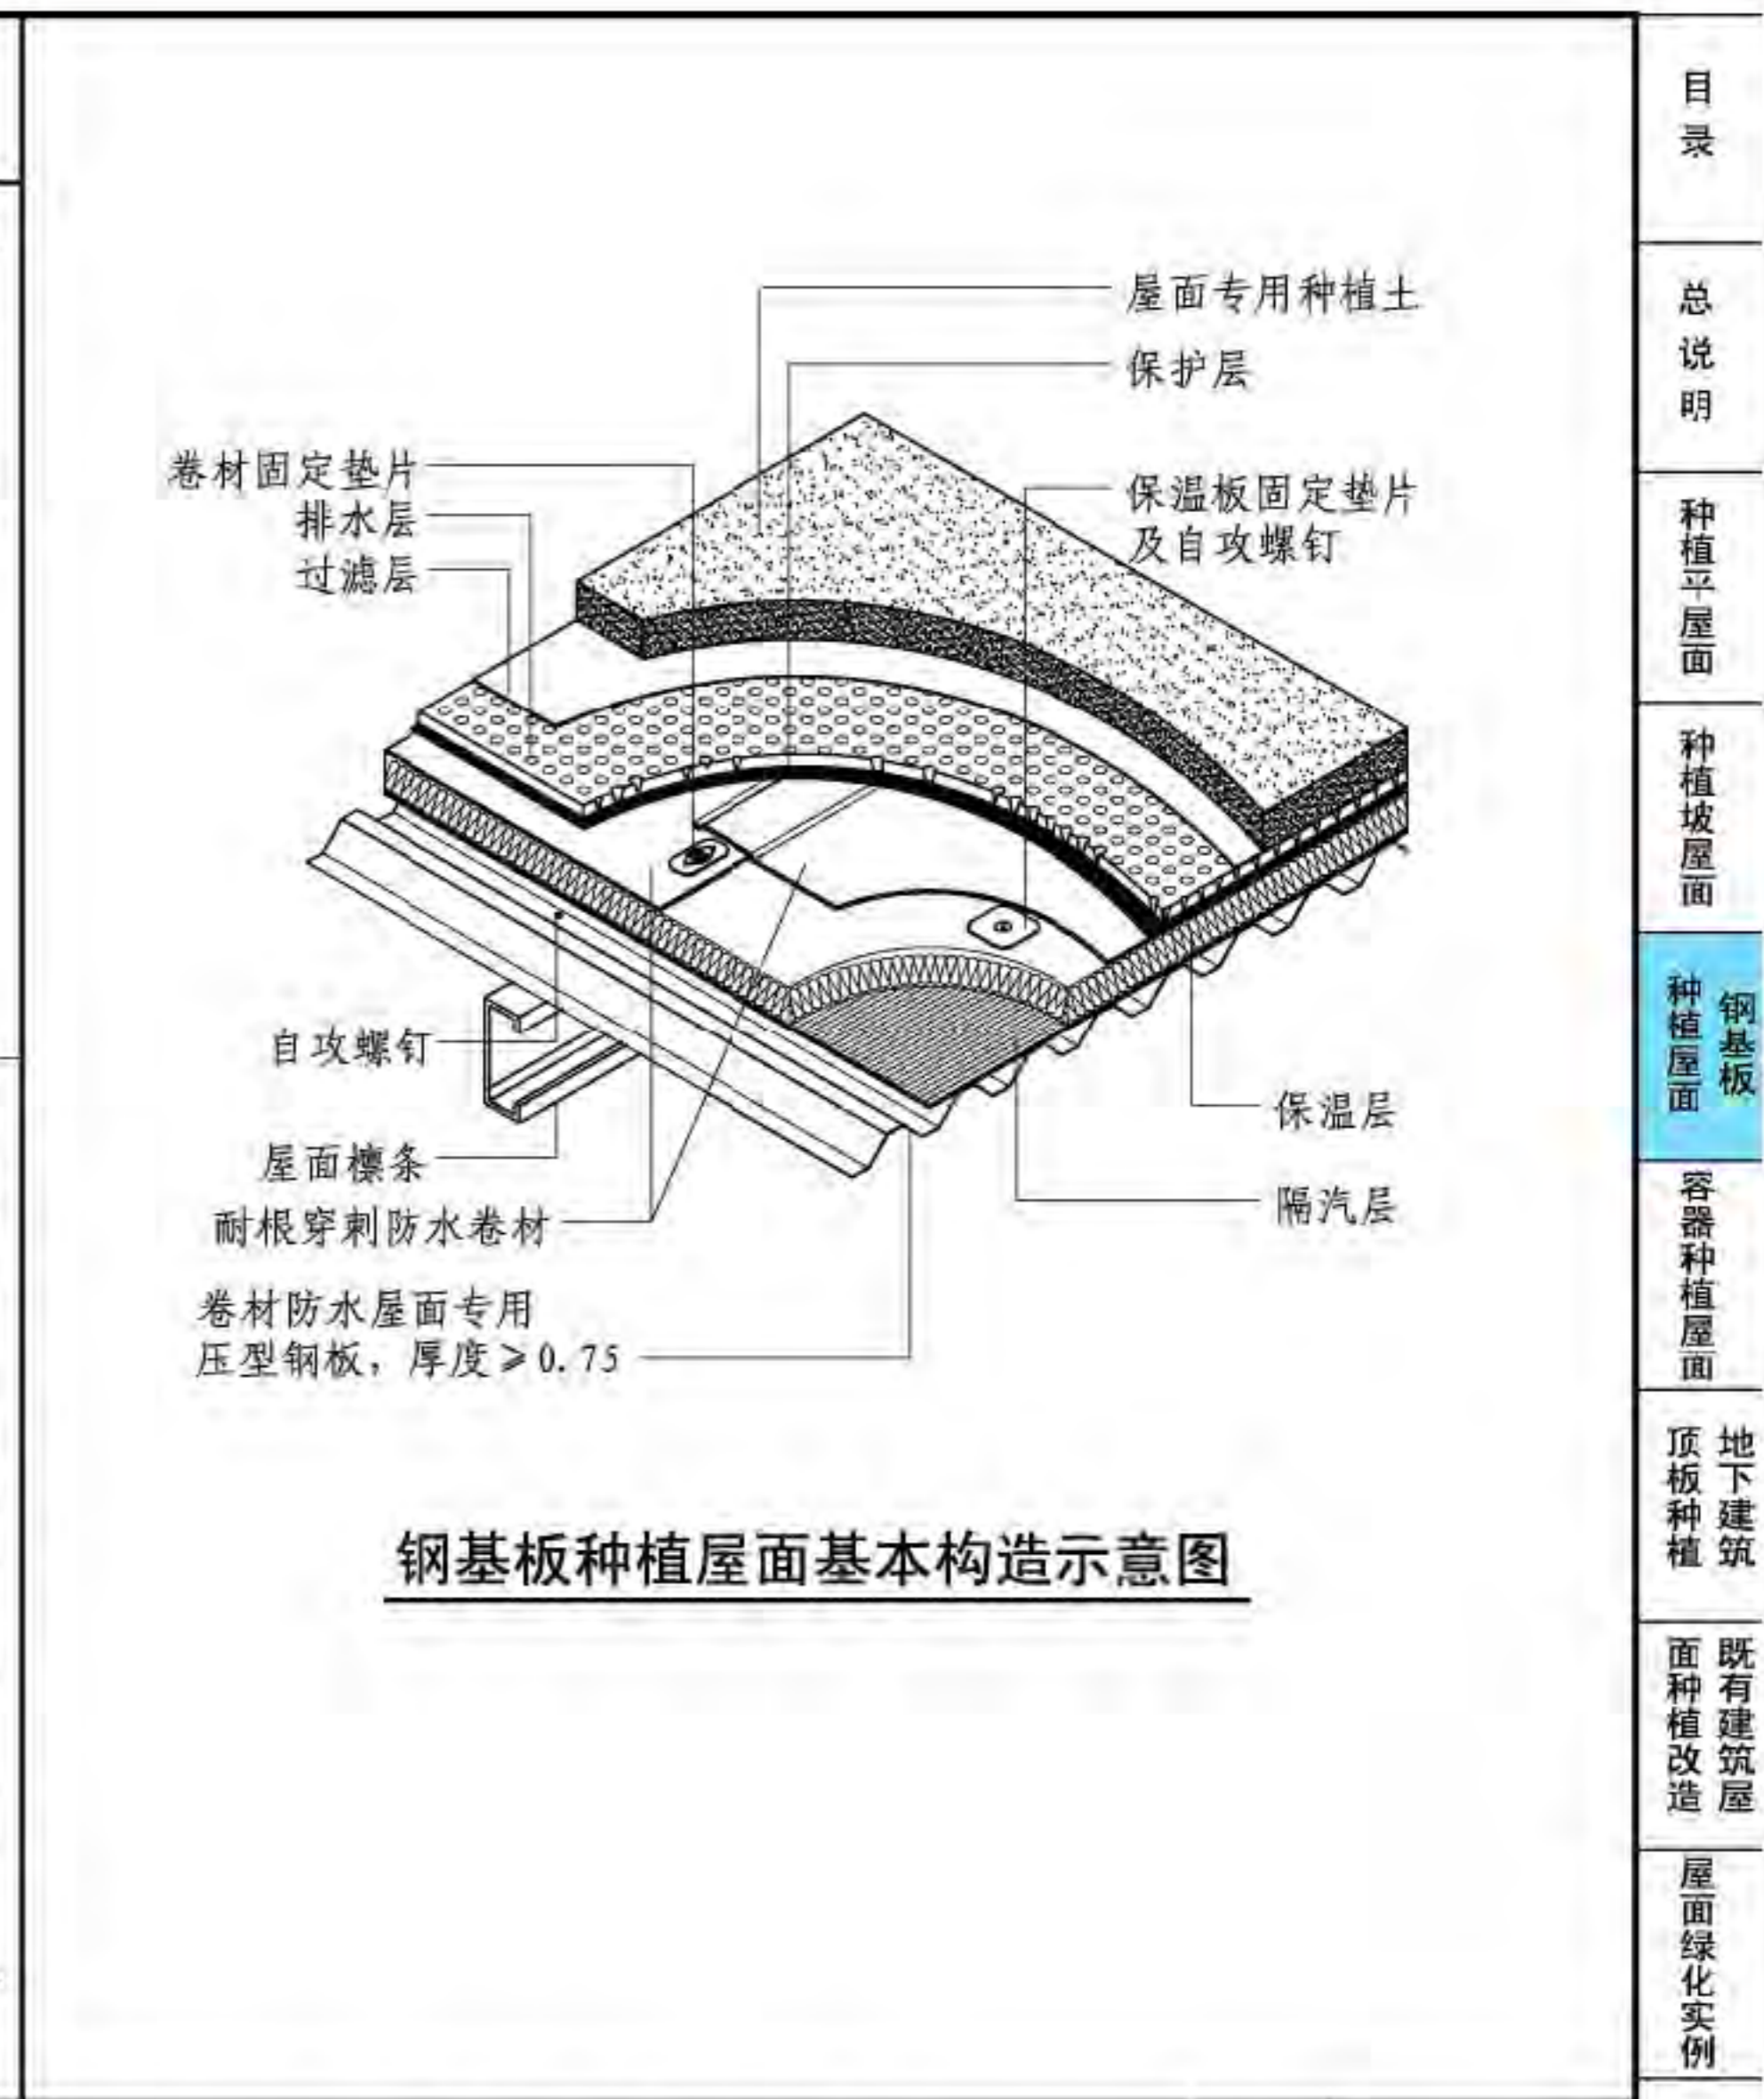 屋面专用种植土
保护层
卷材固定垫片
排水层
过滤层
保温板固定垫片
及自攻螺钉
自攻螺钉
屋面檩条
耐根穿刺防水卷材
卷材防水屋面专用
压型钢板，厚度≥0.75
保温层
隔汽层
钢基板种植屋面基本构造示意图
目录
总说明
种植平屋面
种植坡屋面
钢基板
种植屋面
容器种植屋面
地下建筑
顶板种植
既有建筑屋
面种植改造
屋面绿化实例